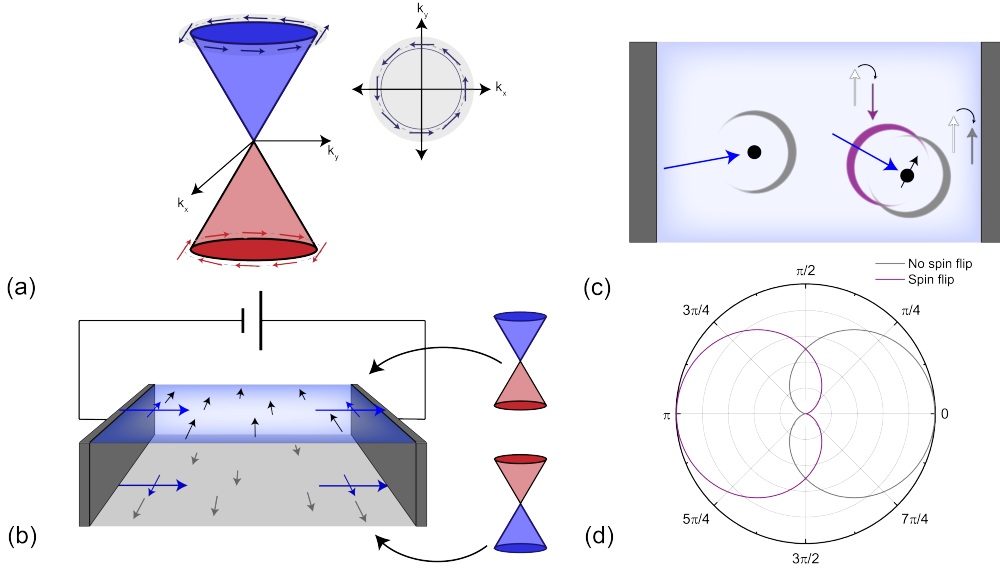 k_y
k_x
k_y
k_x
(a)
(b)
(c)
No spin flip
Spin flip
π/2
3π/4
π/4
π
0
5π/4
7π/4
3π/2
(d)